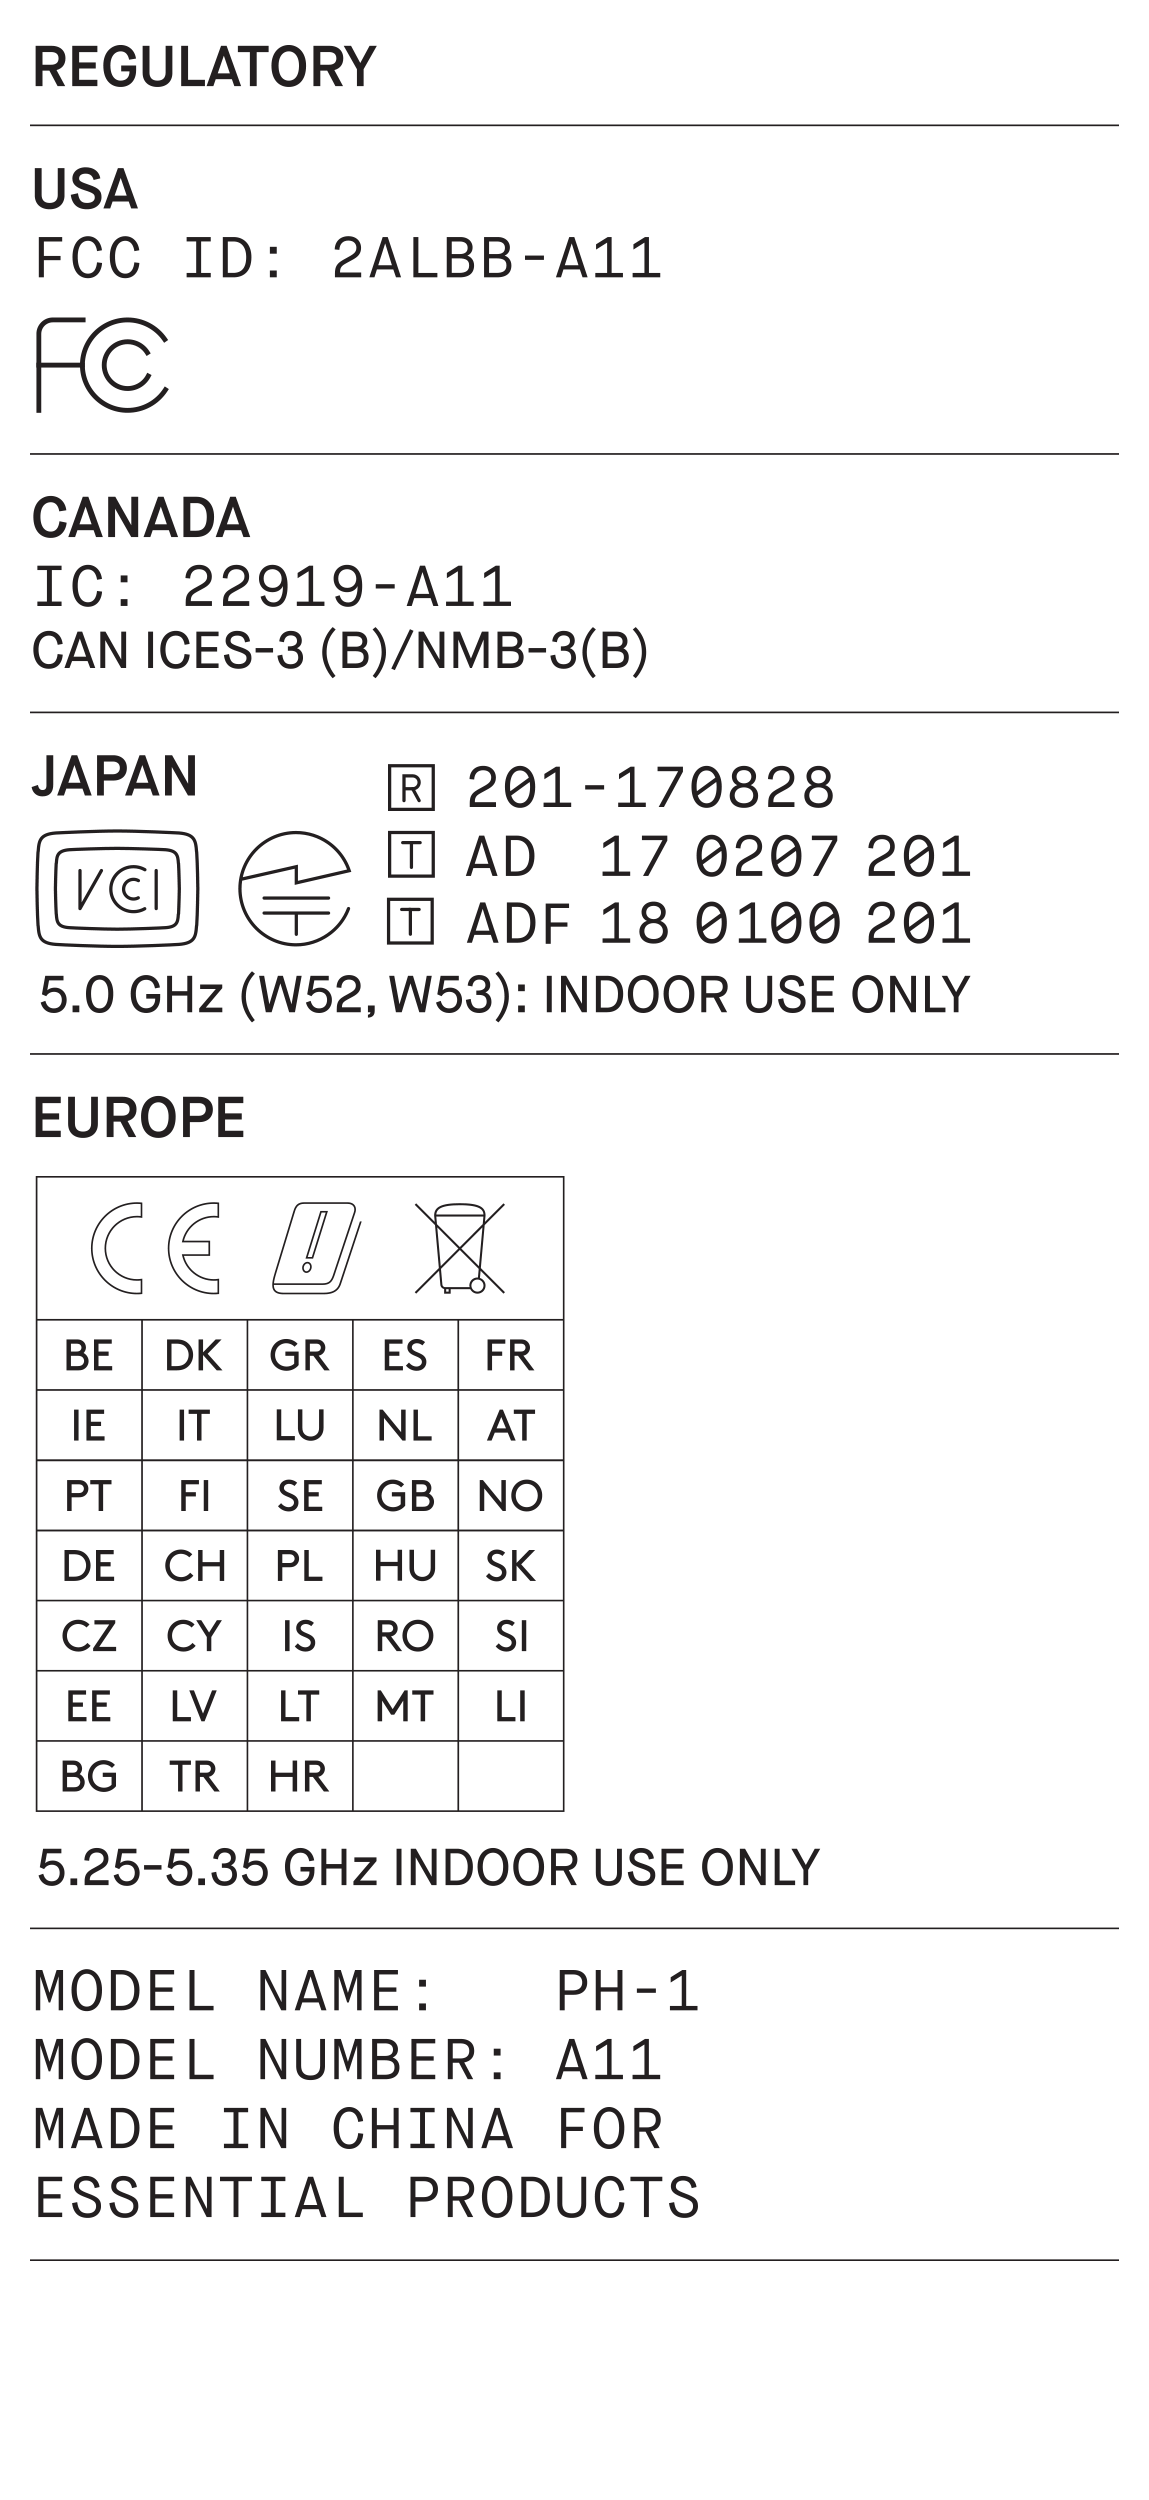 REGULATORY
USA
FCC ID: 2ALBB-A11
FC
CANADA
IC: 22919-A11
CAN ICES-3 (B)/NMB-3(B)
JAPAN
VCI
R 201-170828
T AD 17 0207 201
T ADF 18 0100 201
5.0 GHz (W52, W53): INDOOR USE ONLY
EUROPE
CE !
BE DK GR ES FR
IE IT LU NL AT
PT FI SE GB NO
DE CH PL HU SK
CZ CY IS RO SI
EE LV LT MT LI
BG TR HR
5.25-5.35 GHz INDOOR USE ONLY
MODEL NAME: PH-1
MODEL NUMBER: A11
MADE IN CHINA FOR
ESSENTIAL PRODUCTS